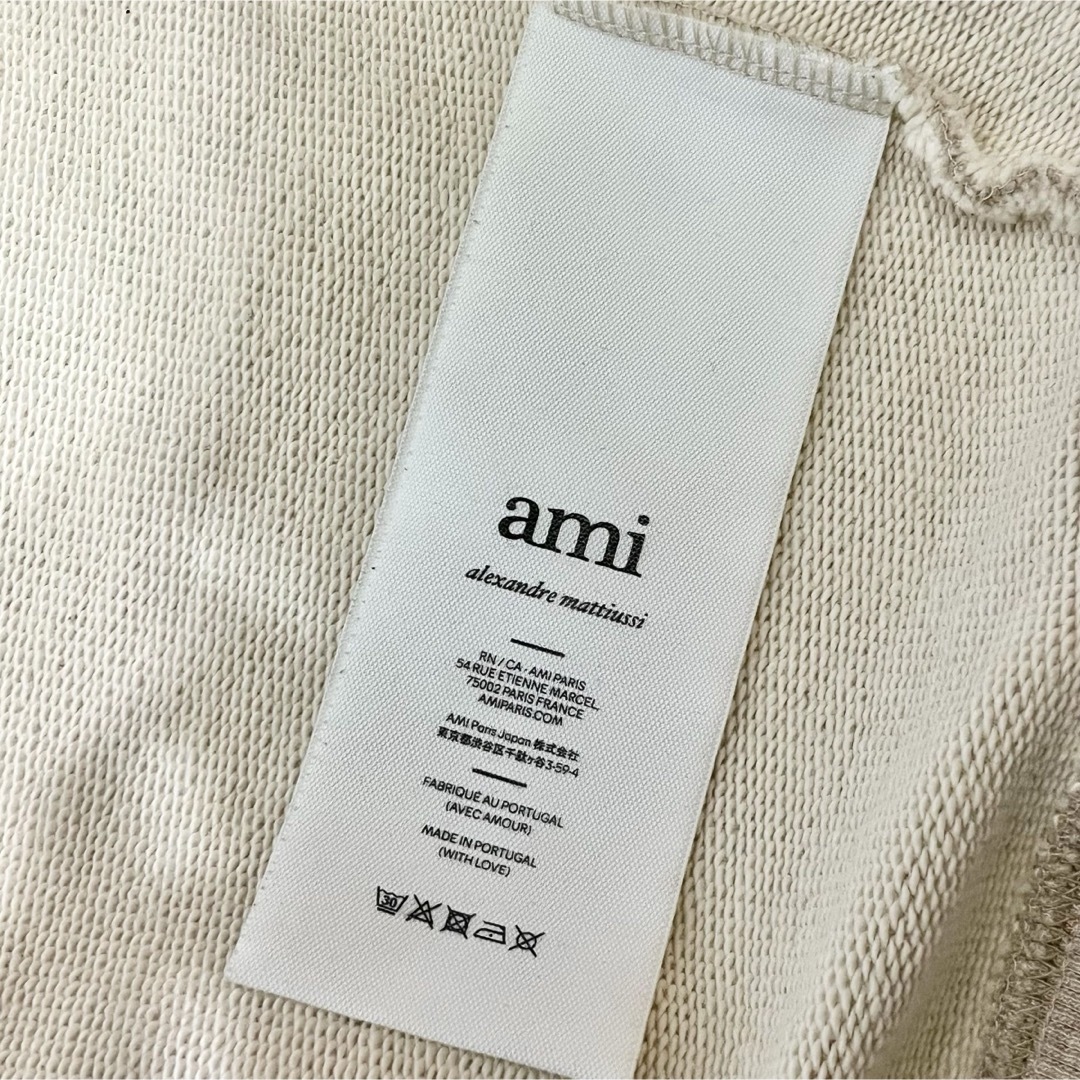 ami
alexandre mattiussi
RN / CA - AMI PARIS
54 RUE ETIENNE MARCEL
75002 PARIS FRANCE
AMIPARIS.COM
AMI Paris Japan 株式会社
東京都渋谷区千駄ヶ谷3-59-4
FABRIQUE AU PORTUGAL
(AVEC AMOUR)
MADE IN PORTUGAL
(WITH LOVE)
30